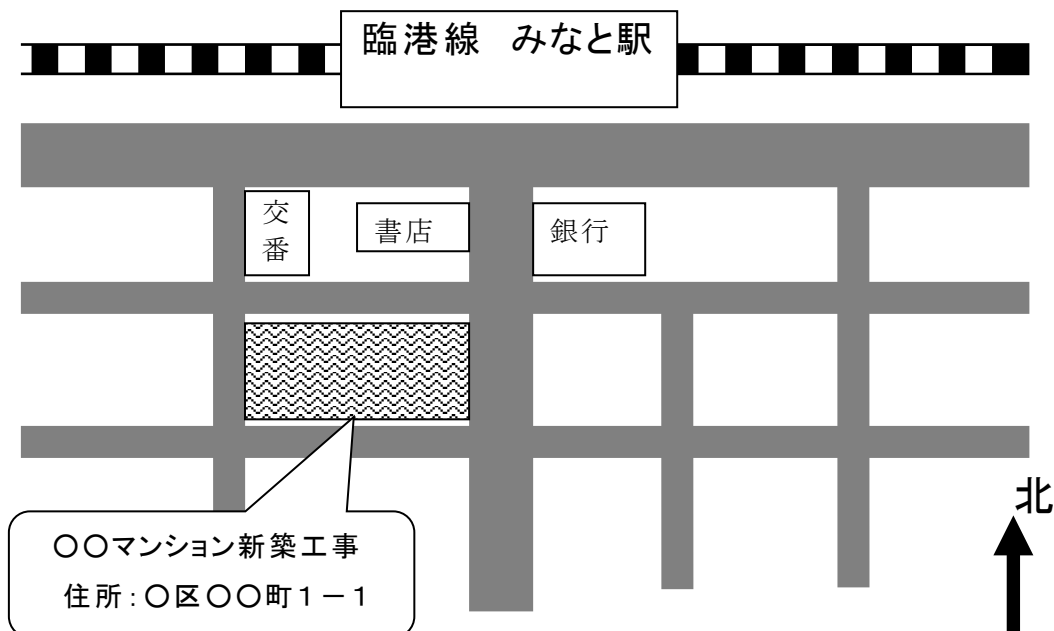 臨港線　みなと駅
交番
書店
銀行
〇〇マンション新築工事
住所：〇区〇〇町１－１
北